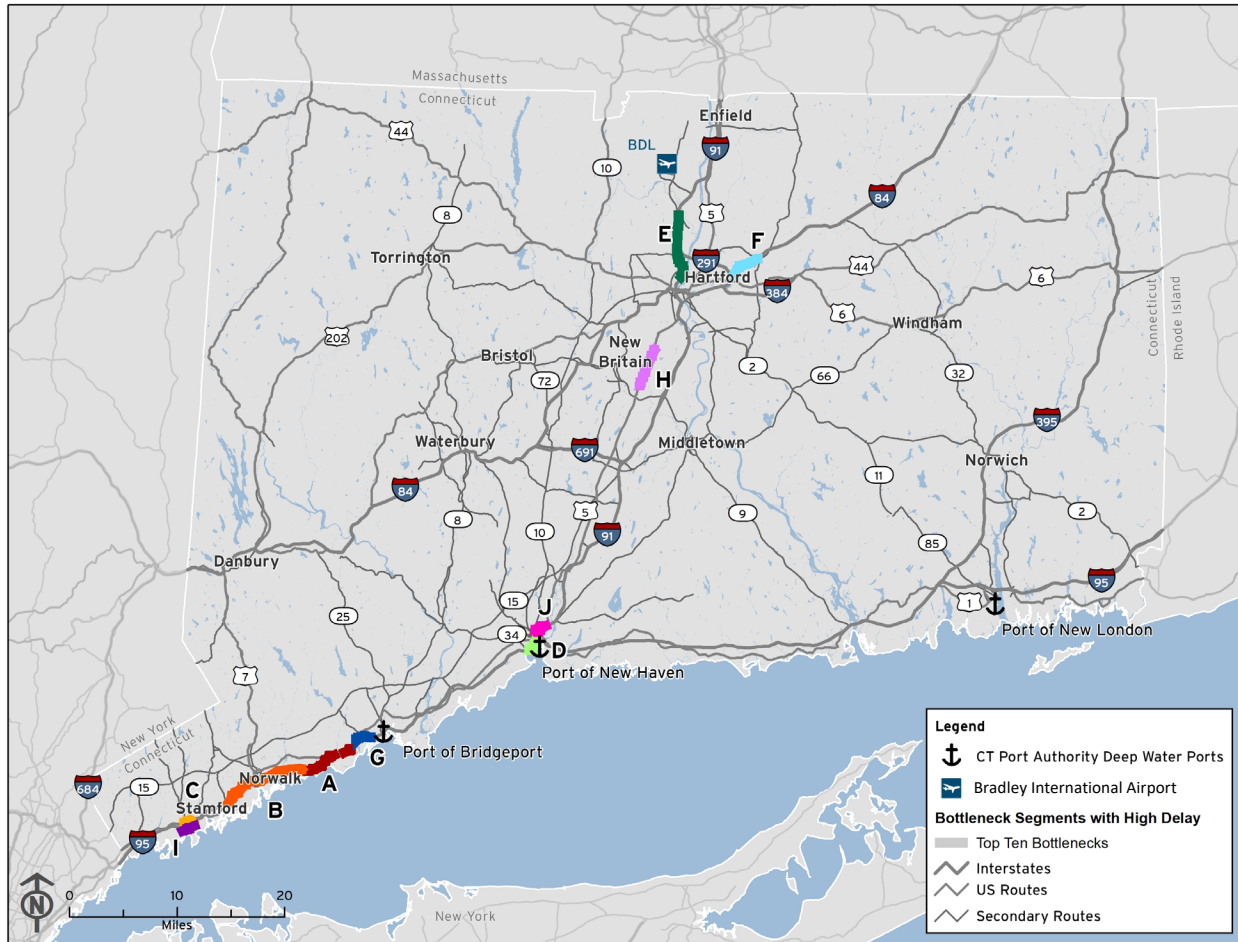 Massachusetts
Connecticut
Enfield
44
BDL
91
10
84
8
5
E
F
Torrington
291
44
Hartford
6
384
Connecticut
Rhode Island
6
202
Windham
New
Britain
Bristol
2
66
32
72
H
395
Waterbury
691
Middletown
Norwich
11
84
8
5
9
2
10
91
85
Danbury
95
15
J
1
25
34
D
Port of New London
Port of New Haven
7
New York
Connecticut
G
Port of Bridgeport
Norwalk
A
684
15
C
Stamford
B
I
95
N
0
10
20
Miles
New York
Legend
CT Port Authority Deep Water Ports
Bradley International Airport
Bottleneck Segments with High Delay
Top Ten Bottlenecks
Interstates
US Routes
Secondary Routes